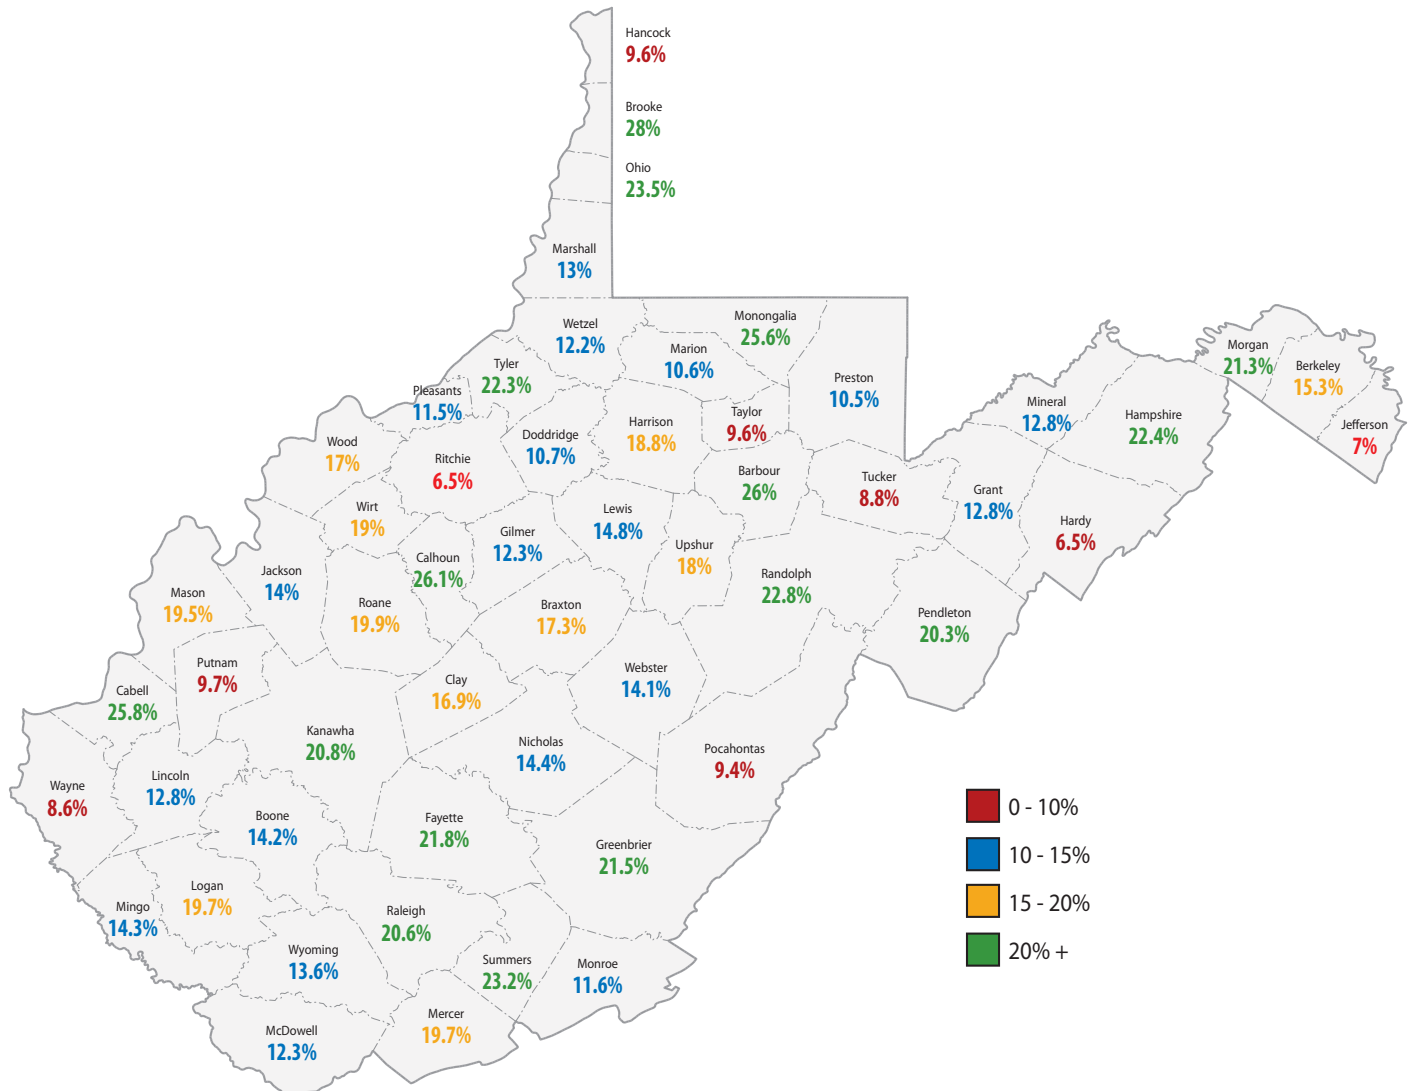 Hancock
9.6%
Brooke
28%
Ohio
23.5%
Marshall
13%
Wetzel
12.2%
Monongalia
25.6%
Marion
10.6%
Tyler
22.3%
Pleasants
11.5%
Preston
10.5%
Morgan
21.3%
Berkeley
15.3%
Jefferson
7%
Mineral
12.8%
Hampshire
22.4%
Wood
17%
Ritchie
6.5%
Doddridge
10.7%
Harrison
18.8%
Taylor
9.6%
Barbour
26%
Tucker
8.8%
Grant
12.8%
Hardy
6.5%
Wirt
19%
Calhoun
26.1%
Gilmer
12.3%
Lewis
14.8%
Upshur
18%
Randolph
22.8%
Pendleton
20.3%
Mason
19.5%
Jackson
14%
Roane
19.9%
Braxton
17.3%
Webster
14.1%
Putnam
9.7%
Cabell
25.8%
Clay
16.9%
Kanawha
20.8%
Nicholas
14.4%
Pocahontas
9.4%
Wayne
8.6%
Lincoln
12.8%
Boone
14.2%
Fayette
21.8%
Greenbrier
21.5%
Mingo
14.3%
Logan
19.7%
Raleigh
20.6%
Wyoming
13.6%
Summers
23.2%
Monroe
11.6%
McDowell
12.3%
Mercer
19.7%
0 - 10%
10 - 15%
15 - 20%
20% +